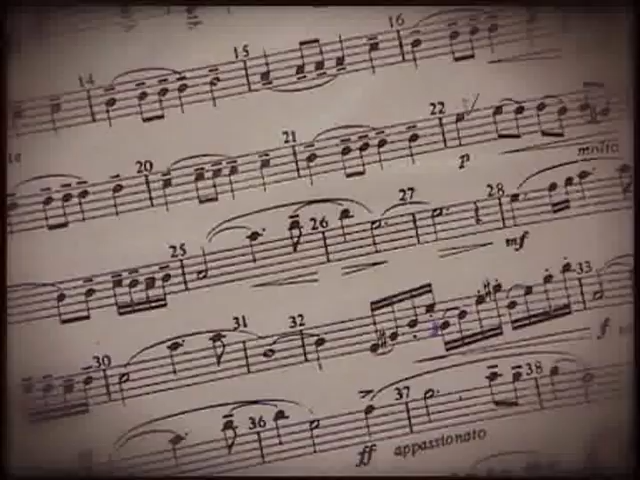 14 15 16
20 21 22
p molto
25 26 27 28
mf
30 31 32 33
f
36 37 38
ff appassionato